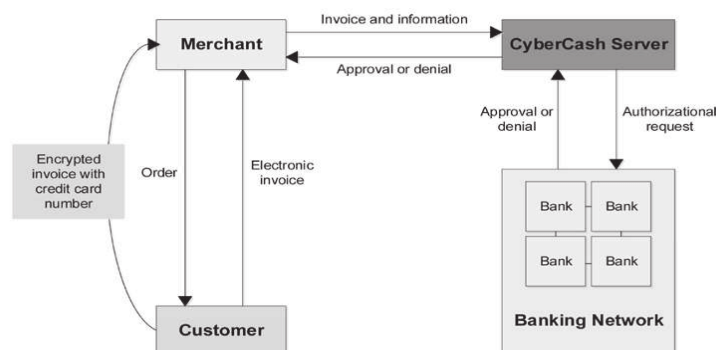 Invoice and information
Merchant
CyberCash Server
Approval or denial
Approval or
denial
Authorizational
request
Encrypted
invoice with
credit card
number
Order
Electronic
invoice
Bank
Bank
Bank
Bank
Customer
Banking Network